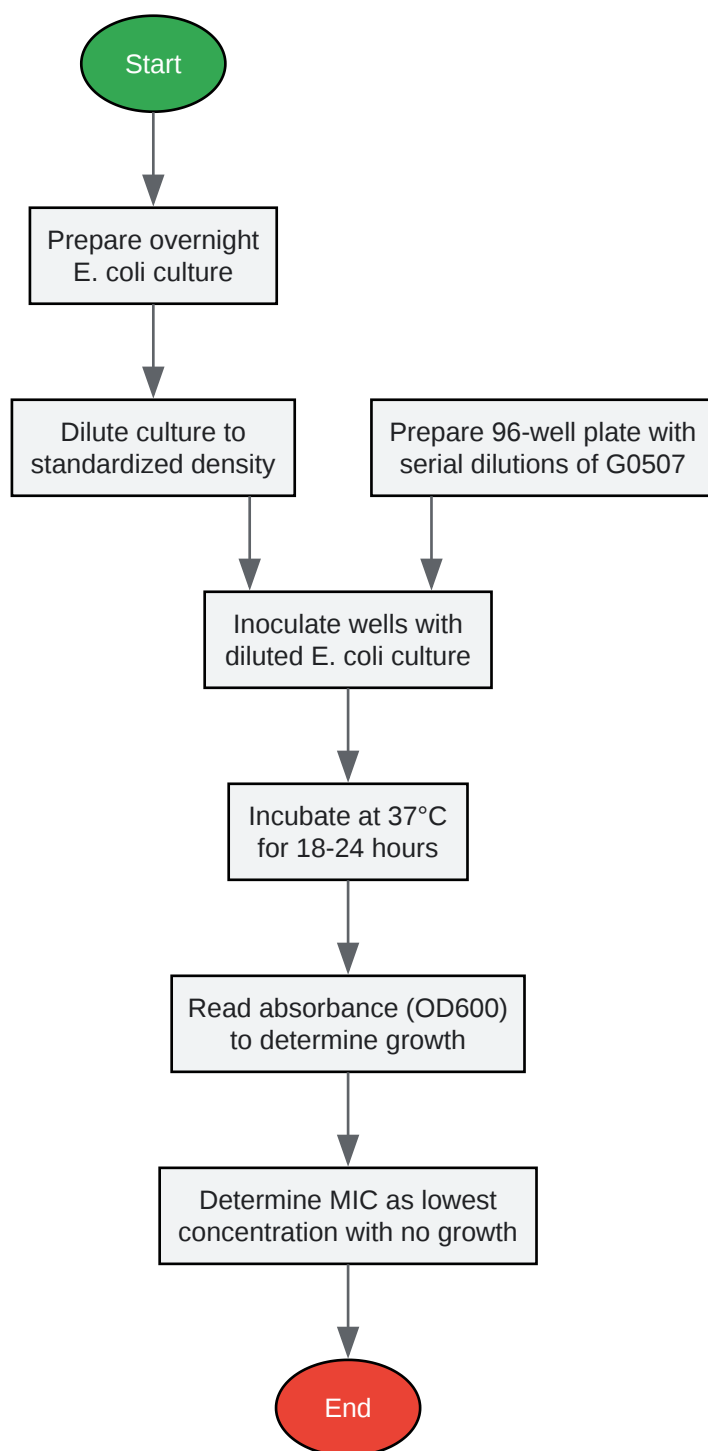 Start
Prepare overnight
E. coli culture
Dilute culture to
standardized density
Prepare 96-well plate with
serial dilutions of G0507
Inoculate wells with
diluted E. coli culture
Incubate at 37°C
for 18-24 hours
Read absorbance (OD600)
to determine growth
Determine MIC as lowest
concentration with no growth
End